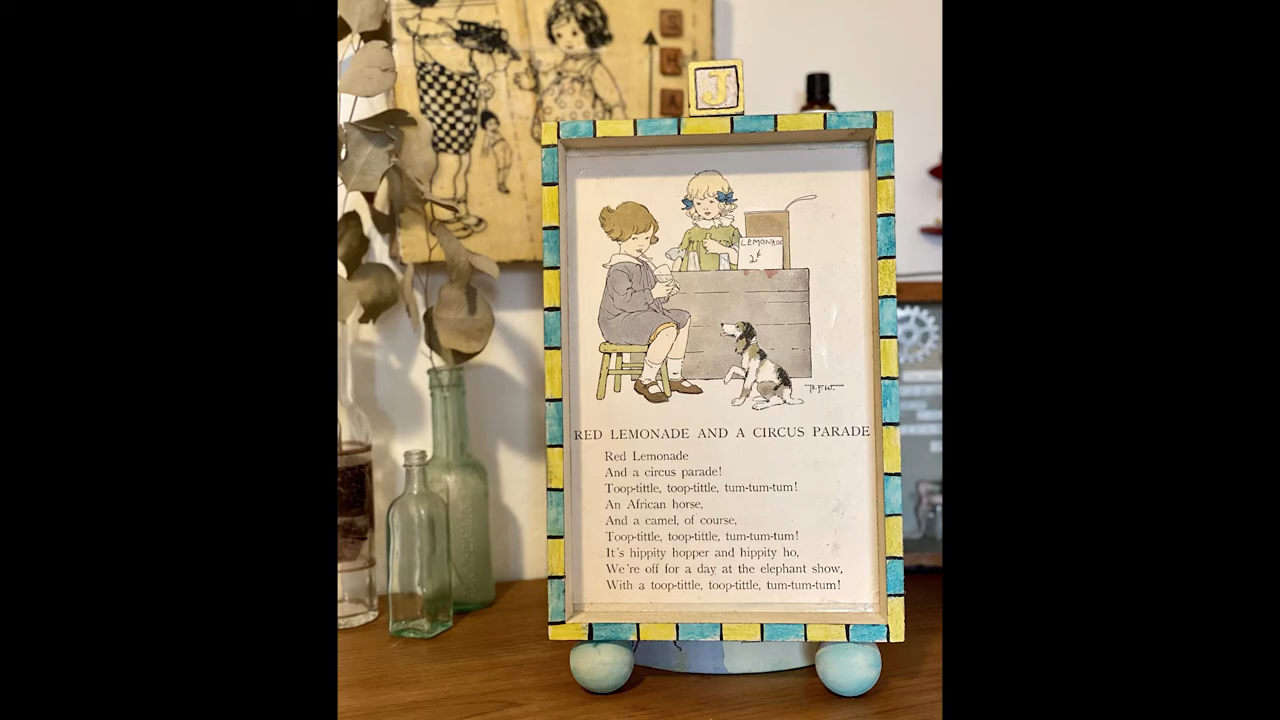 S
H
A
J
LEMONADE
2¢
T.F.W.
RED LEMONADE AND A CIRCUS PARADE
Red Lemonade
And a circus parade!
Toop-tittle, toop-tittle, tum-tum-tum!
An African horse,
And a camel, of course,
Toop-tittle, toop-tittle, tum-tum-tum!
It's hippity hopper and hippity ho,
We're off for a day at the elephant show,
With a toop-tittle, toop-tittle, tum-tum-tum!